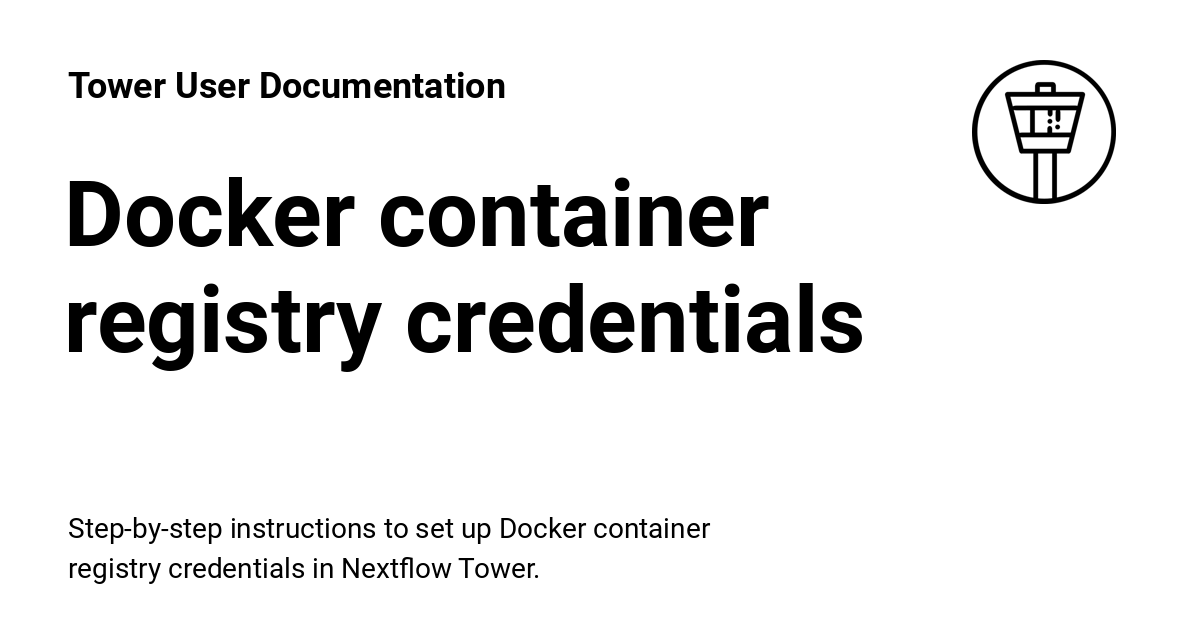 Tower User Documentation
Docker container
registry credentials
Step-by-step instructions to set up Docker container
registry credentials in Nextflow Tower.